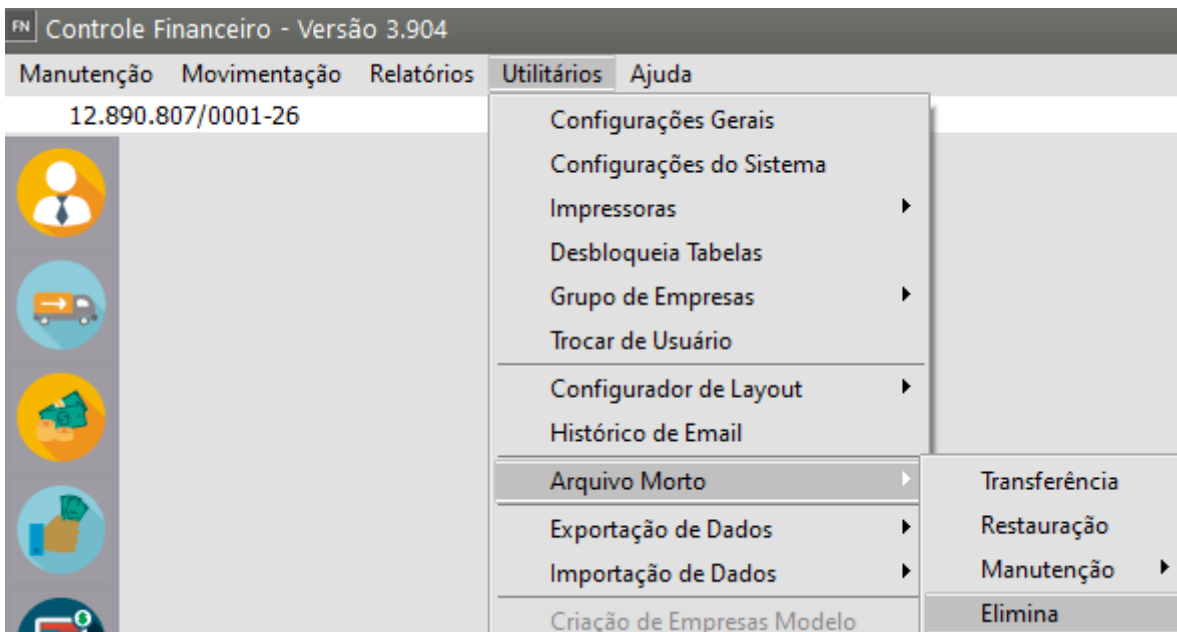 FN Controle Financeiro - Versão 3.904
Manutenção Movimentação Relatórios Utilitários Ajuda
12.890.807/0001-26
Configurações Gerais
Configurações do Sistema
Impressoras
Desbloqueia Tabelas
Grupo de Empresas
Trocar de Usuário
Configurador de Layout
Histórico de Email
Arquivo Morto
Exportação de Dados
Importação de Dados
Criação de Empresas Modelo
Transferência
Restauração
Manutenção
Elimina